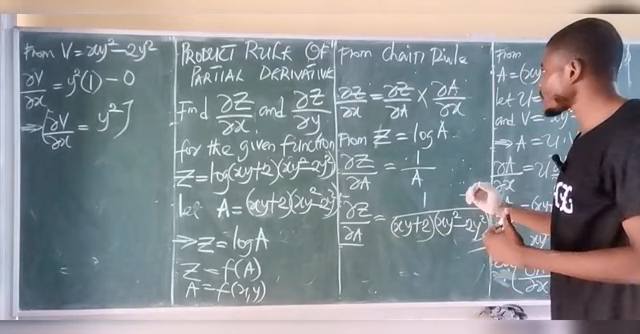 From V = xy²-2y²
∂V/∂x = y²(1) - 0
⇒ [∂V/∂x = y²]
PRODUCT RULE OF
PARTIAL DERIVATIVE
Find ∂Z/∂x and ∂Z/∂y
for the given function
Z = log(xy+2)(xy²-2y²)
let A = (xy+2)(xy²-2y²)
⇒ Z = log A
Z = f(A)
A = f(x,y)
From Chain Rule
∂Z/∂x = ∂Z/∂A × ∂A/∂x
From Z = log A
∂Z/∂A = 1/A
∂Z/∂A = 1/(xy+2)(xy²-2y²)
From
A = (xy
let U =
and V =
⇒ A = U.V
∂A/∂x = U